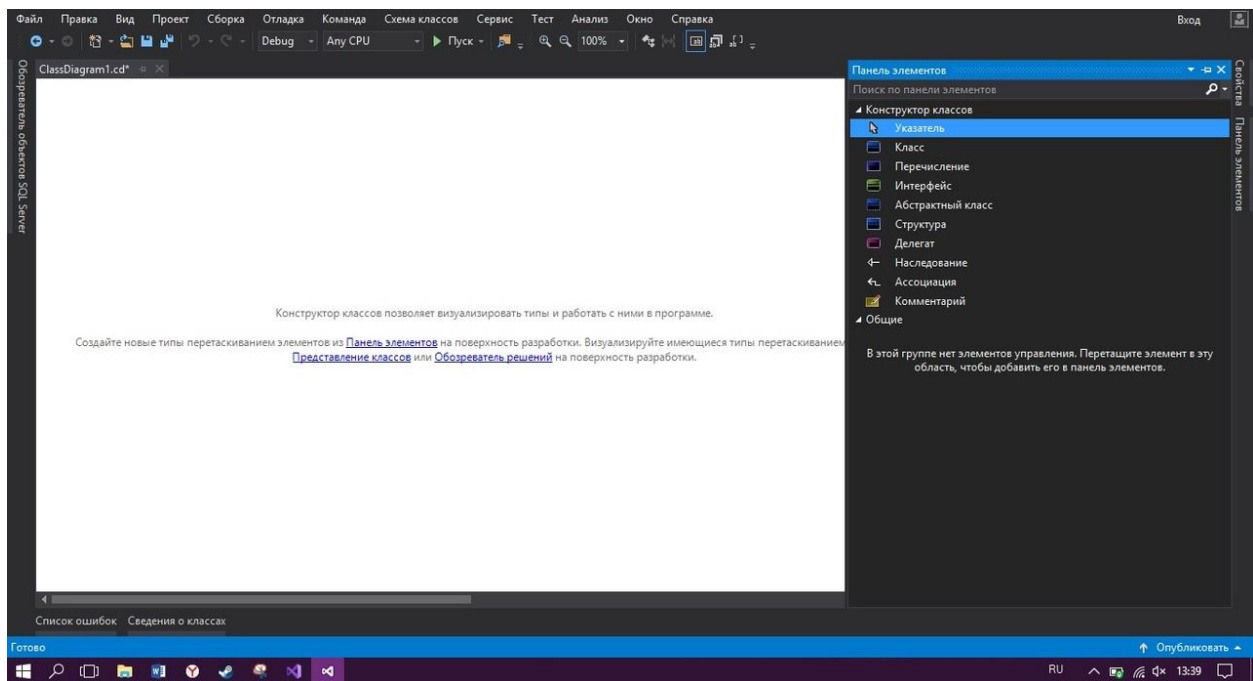 Файл Правка Вид Проект Сборка Отладка Команда Схема классов Сервис Тест Анализ Окно Справка Вход
Debug Any CPU Пуск 100%
Обозреватель объектов SQL Server
ClassDiagram1.cd*
Конструктор классов позволяет визуализировать типы и работать с ними в программе.
Создайте новые типы перетаскиванием элементов из Панель элементов на поверхность разработки. Визуализируйте имеющиеся типы перетаскиванием
Представление классов или Обозреватель решений на поверхность разработки.
Панель элементов
Поиск по панели элементов
Конструктор классов
Указатель
Класс
Перечисление
Интерфейс
Абстрактный класс
Структура
Делегат
Наследование
Ассоциация
Комментарий
Общие
В этой группе нет элементов управления. Перетащите элемент в эту
область, чтобы добавить его в панель элементов.
Свойства
Панель элементов
Список ошибок Сведения о классах
Готово Опубликовать
RU 13:39